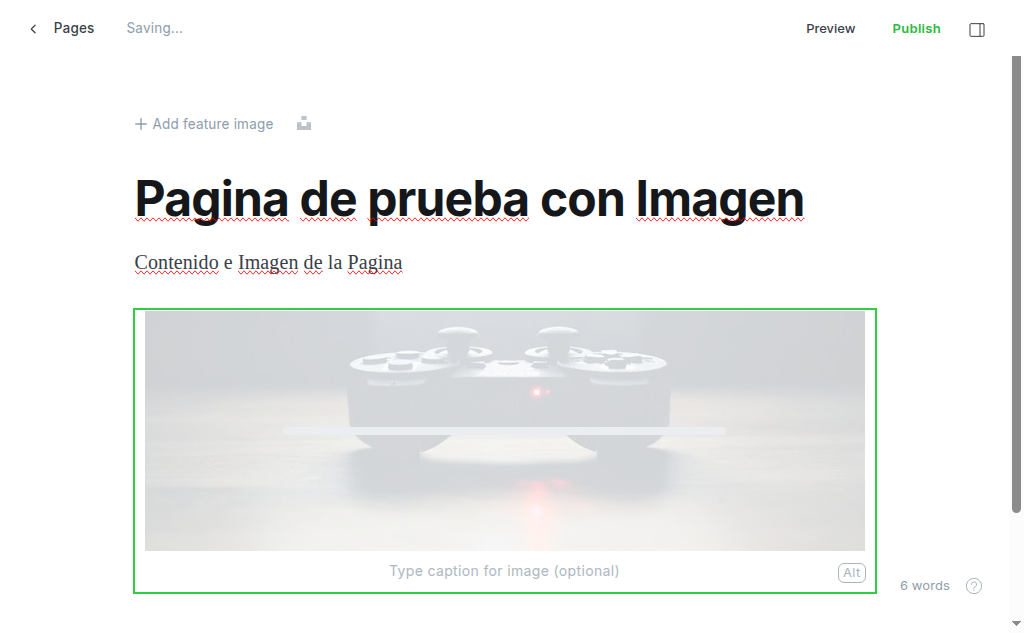 Pages Saving... Preview Publish
+ Add feature image
Pagina de prueba con Imagen
Contenido e Imagen de la Pagina
Type caption for image (optional) Alt
6 words ?